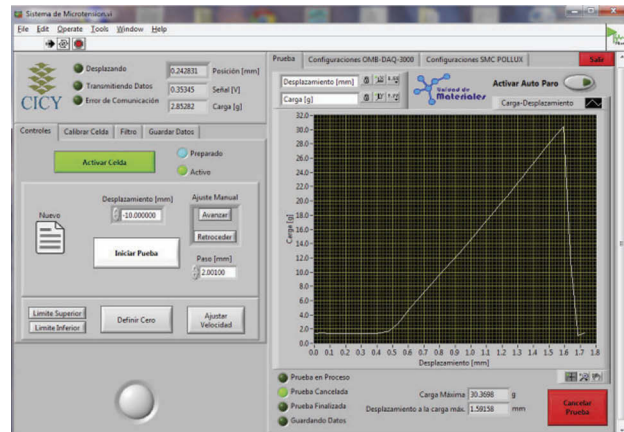 Sistema de Microtension.vi
File Edit Operate Tools Window Help
CICY
Desplazando
Transmitiendo Datos
Error de Comunicación
0.242831 Posición [mm]
0.35345 Señal [V]
2.85282 Carga [g]
Controles Calibrar Celda Filtro Guardar Datos
Activar Celda
Preparado
Activo
Nuevo
Desplazamiento [mm]
-10.000000
Iniciar Pueba
Ajuste Manual
Avanzar
Retroceder
Paso [mm]
2.00100
Limite Superior
Limite Inferior
Definir Cero
Ajustar
Velocidad
Prueba Configuraciones OMB-DAQ-3000 Configuraciones SMC POLLUX
Salir
Desplazamiento [mm]
Carga [g]
Unidad de
Materiales
Activar Auto Paro
Carga-Desplazamiento
Carga [g]
32.0
30.0
28.0
26.0
24.0
22.0
20.0
18.0
16.0
14.0
12.0
10.0
8.0
6.0
4.0
2.0
0.0
0.0 0.1 0.2 0.3 0.4 0.5 0.6 0.7 0.8 0.9 1.0 1.1 1.2 1.3 1.4 1.5 1.6 1.7 1.8
Desplazamiento [mm]
Prueba en Proceso
Prueba Cancelada
Prueba Finalizada
Guardando Datos
Carga Máxima 30.3698 g
Desplazamiento a la carga máx. 1.59158 mm
Cancelar
Prueba